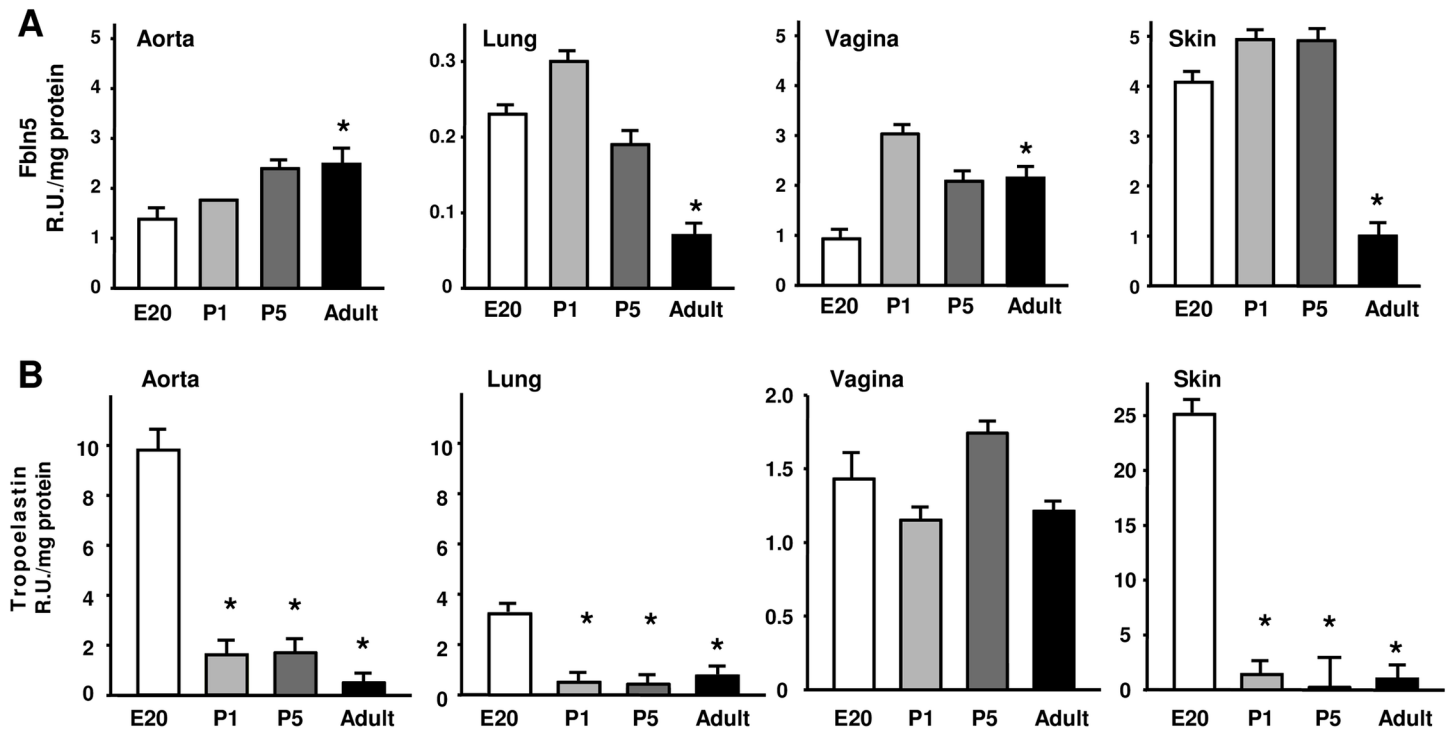 A
Aorta
Lung
Vagina
Skin
Fbln5
R.U./mg protein
5
4
3
2
1
0
0.3
0.2
0.1
0
5
4
3
2
1
0
5
4
3
2
1
0
*
*
*
*
E20 P1 P5 Adult
E20 P1 P5 Adult
E20 P1 P5 Adult
E20 P1 P5 Adult
B
Aorta
Lung
Vagina
Skin
Tropoelastin
R.U./mg protein
10
8
6
4
2
0
10
8
6
4
2
0
2.0
1.5
1.0
0.5
0
25
20
15
10
5
0
* * *
* * *
* * *
E20 P1 P5 Adult
E20 P1 P5 Adult
E20 P1 P5 Adult
E20 P1 P5 Adult